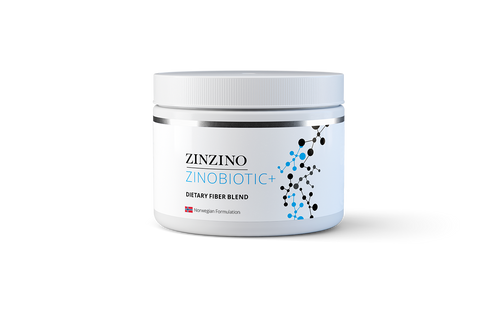 ZINZINO
ZINOBIOTIC+
DIETARY FIBER BLEND
Norwegian Formulation.